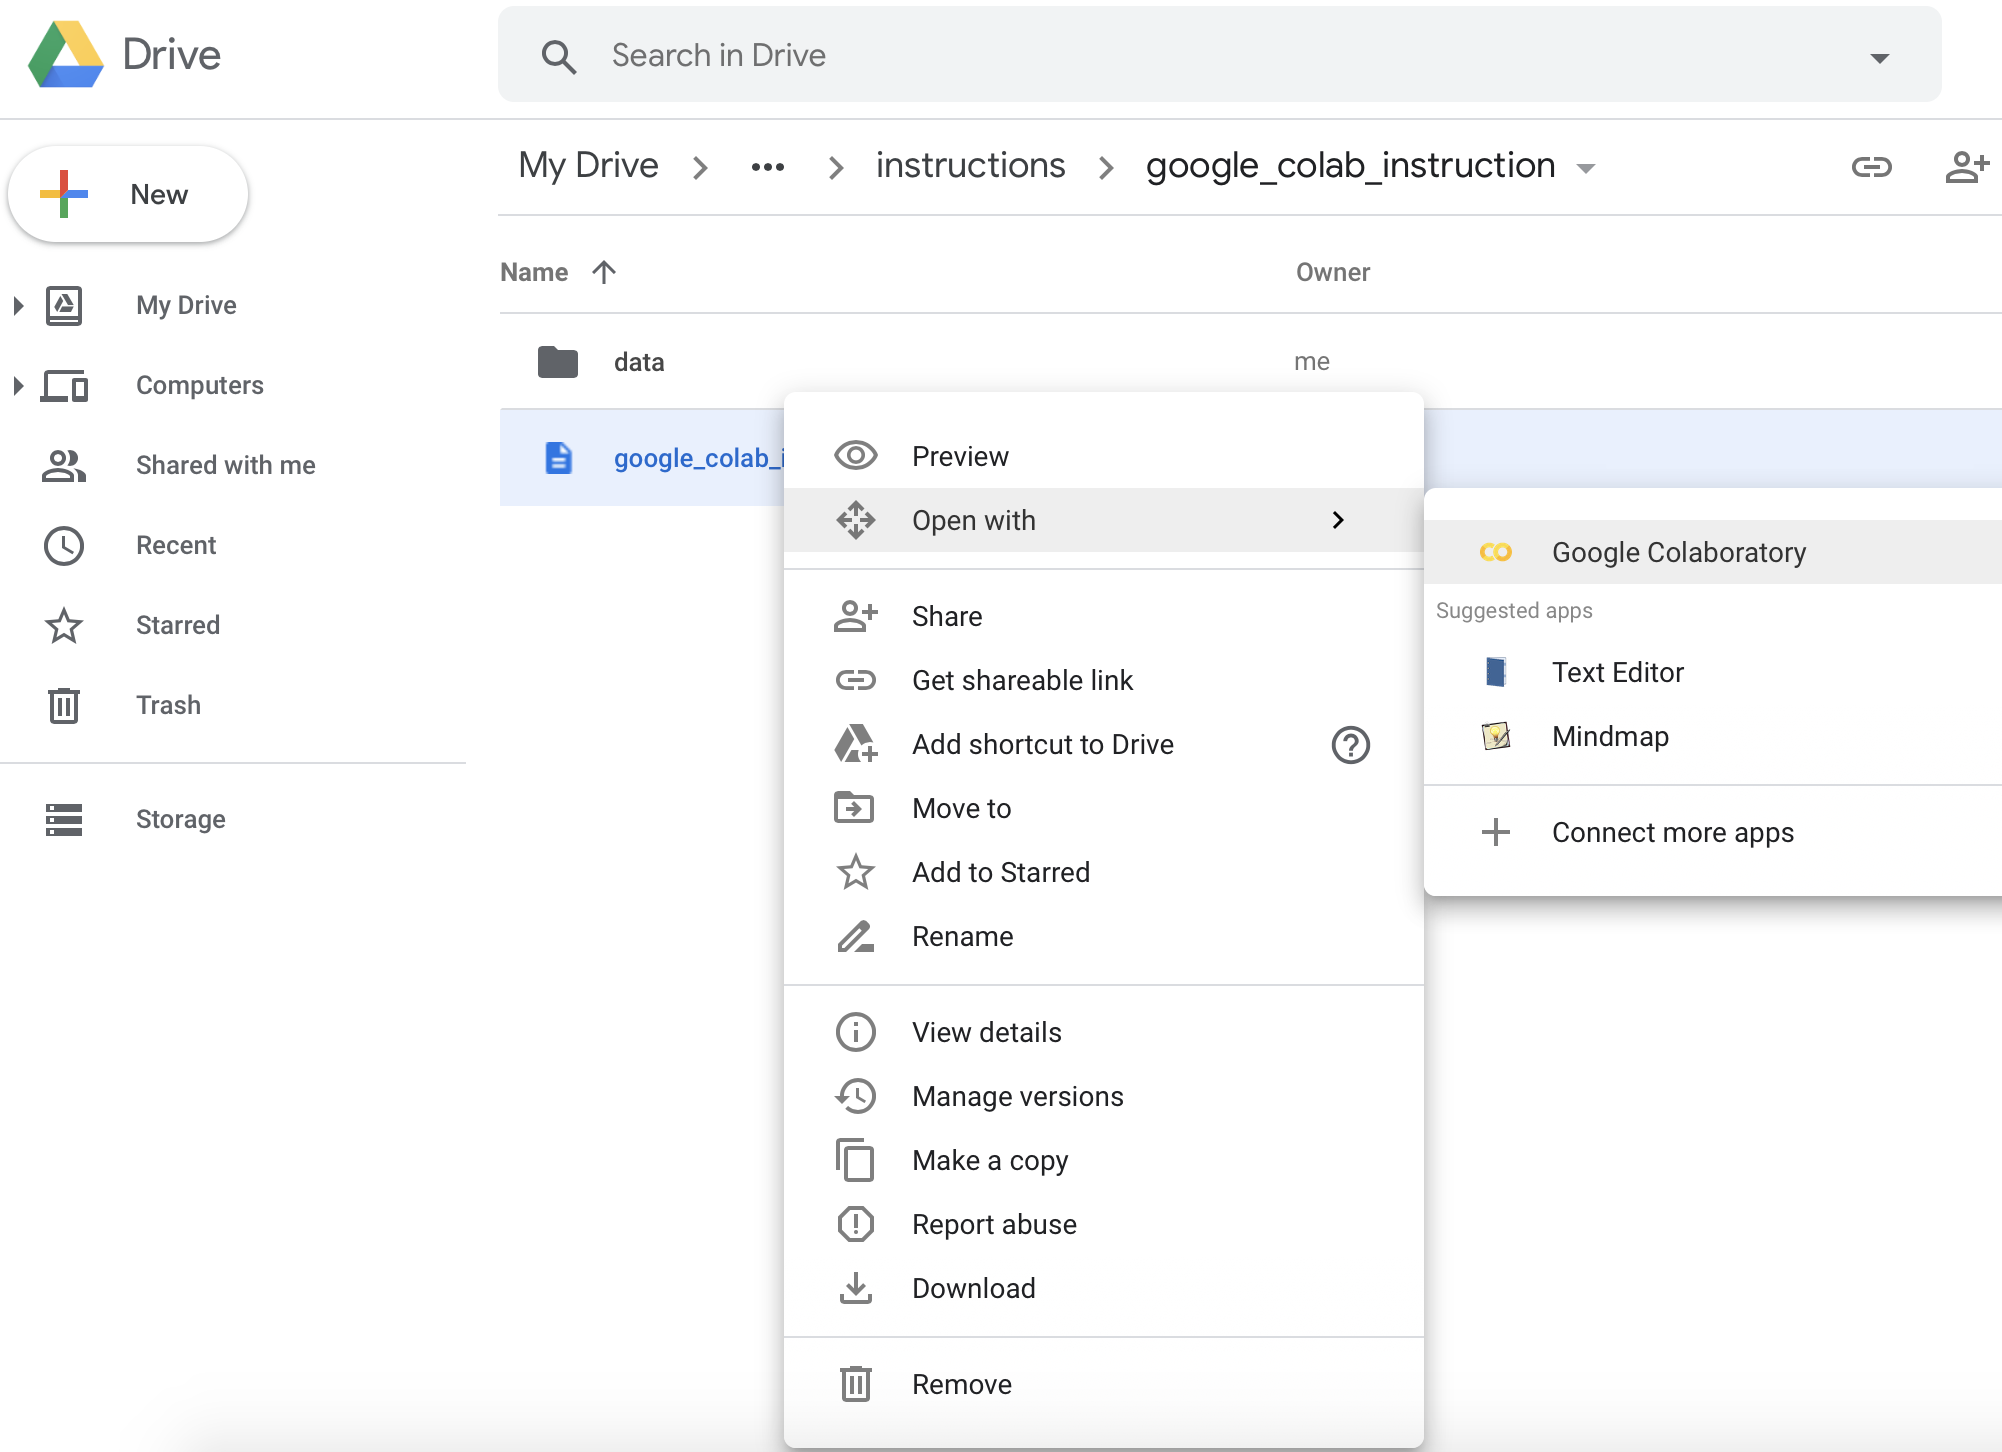 Drive
Search in Drive
New
My Drive
Computers
Shared with me
Recent
Starred
Trash
Storage
My Drive > ••• > instructions > google_colab_instruction
Name ↑ Owner
data me
google_colab_i
Preview
Open with
Share
Get shareable link
Add shortcut to Drive
Move to
Add to Starred
Rename
View details
Manage versions
Make a copy
Report abuse
Download
Remove
Google Colaboratory
Suggested apps
Text Editor
Mindmap
Connect more apps